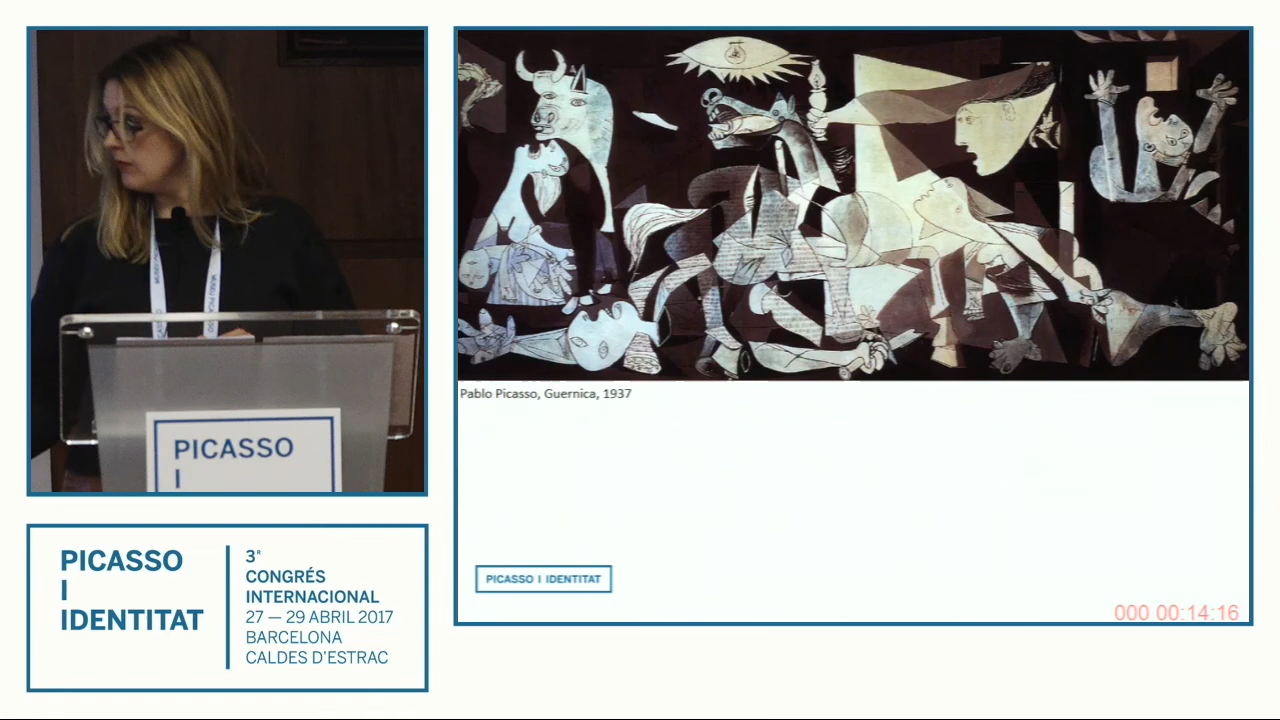 PICASSO
I
PICASSO
I
IDENTITAT
3ª
CONGRÉS
INTERNACIONAL
27 — 29 ABRIL 2017
BARCELONA
CALDES D'ESTRAC
Pablo Picasso, Guernica, 1937
PICASSO I IDENTITAT
000 00:14:16